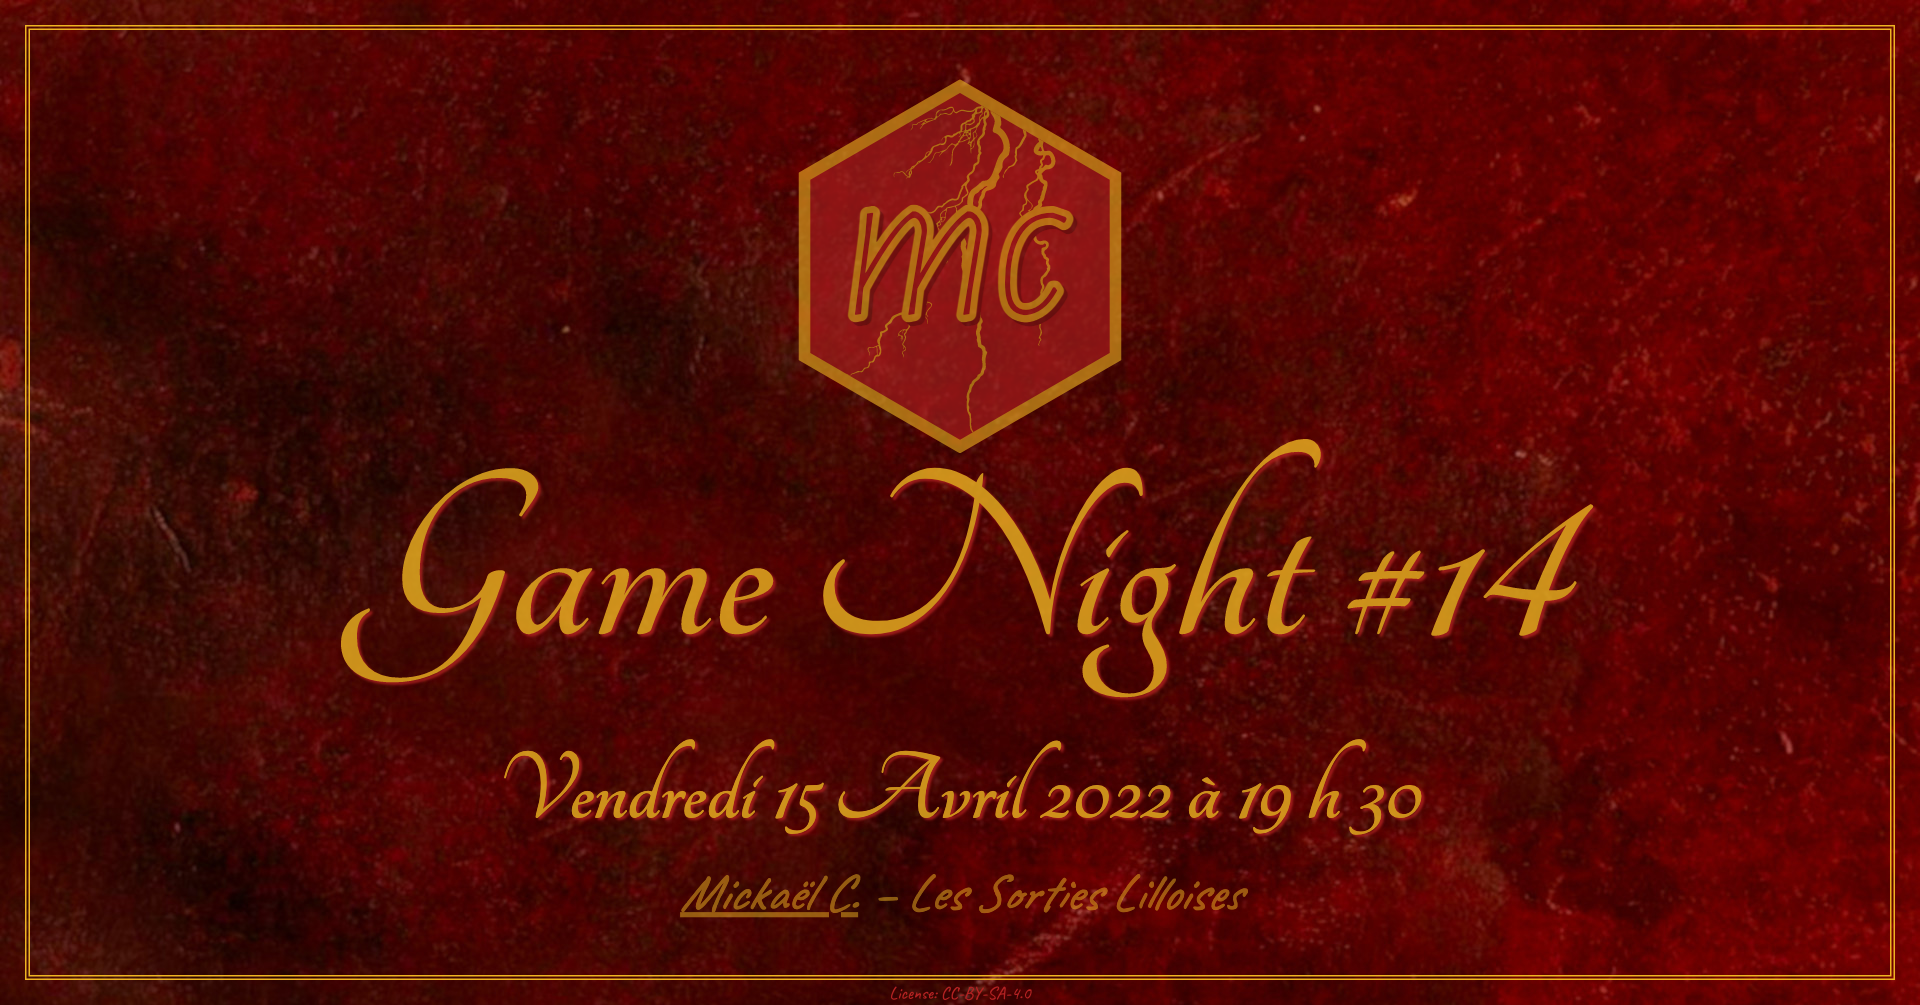 mc
Game Night #14
Vendredi 15 Avril 2022 à 19 h 30
Mickaël C. – Les Sorties Lilloises
License: CC-BY-SA-4.0